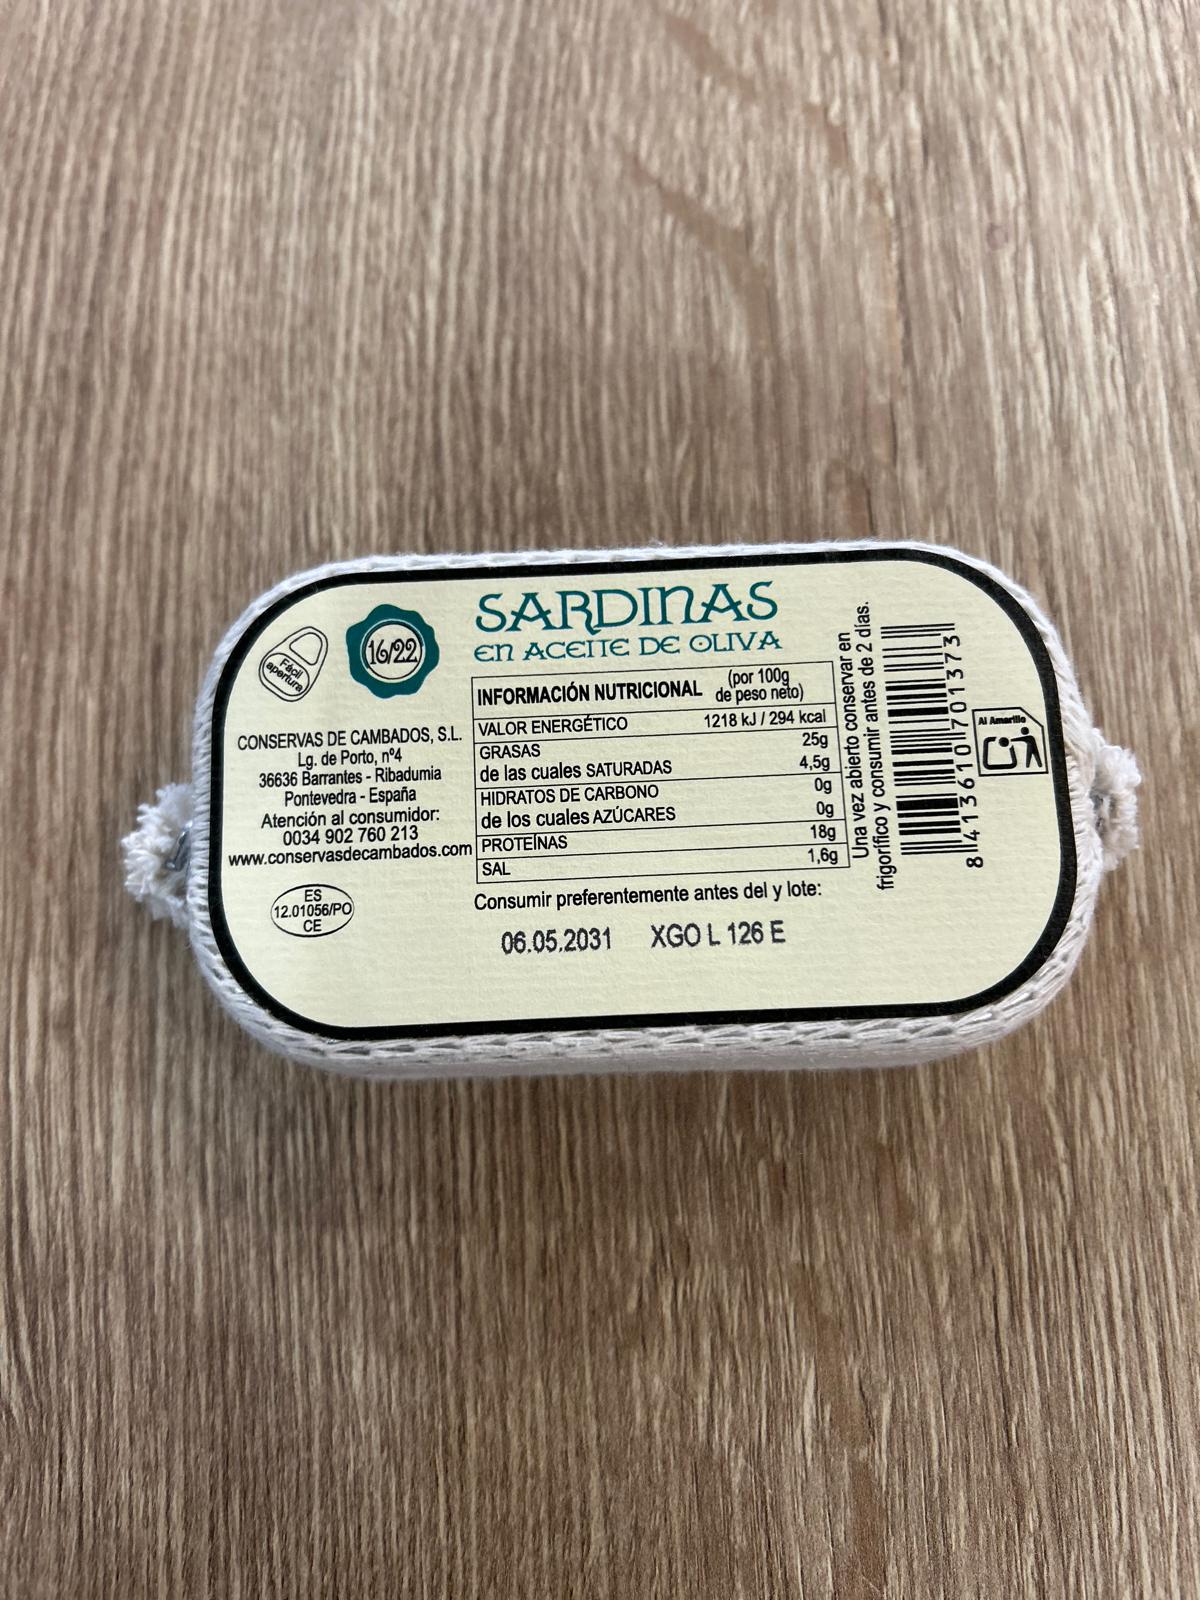 Fácil
apertura
16/22
CONSERVAS DE CAMBADOS, S.L.
Lg. de Porto, nº4
36636 Barrantes - Ribadumia
Pontevedra - España
Atención al consumidor:
0034 902 760 213
www.conservasdecambados.com
ES
12.01056/PO
CE
SARDINAS
EN ACEITE DE OLIVA
INFORMACIÓN NUTRICIONAL (por 100g de peso neto)
VALOR ENERGÉTICO 1218 kJ / 294 kcal
GRASAS 25g
de las cuales SATURADAS 4,5g
HIDRATOS DE CARBONO 0g
de los cuales AZÚCARES 0g
PROTEÍNAS 18g
SAL 1,6g
Consumir preferentemente antes del y lote:
06.05.2031 XGO L 126 E
Una vez abierto conservar en
frigorífico y consumir antes de 2 días.
8 413610 701373
Al Amarillo